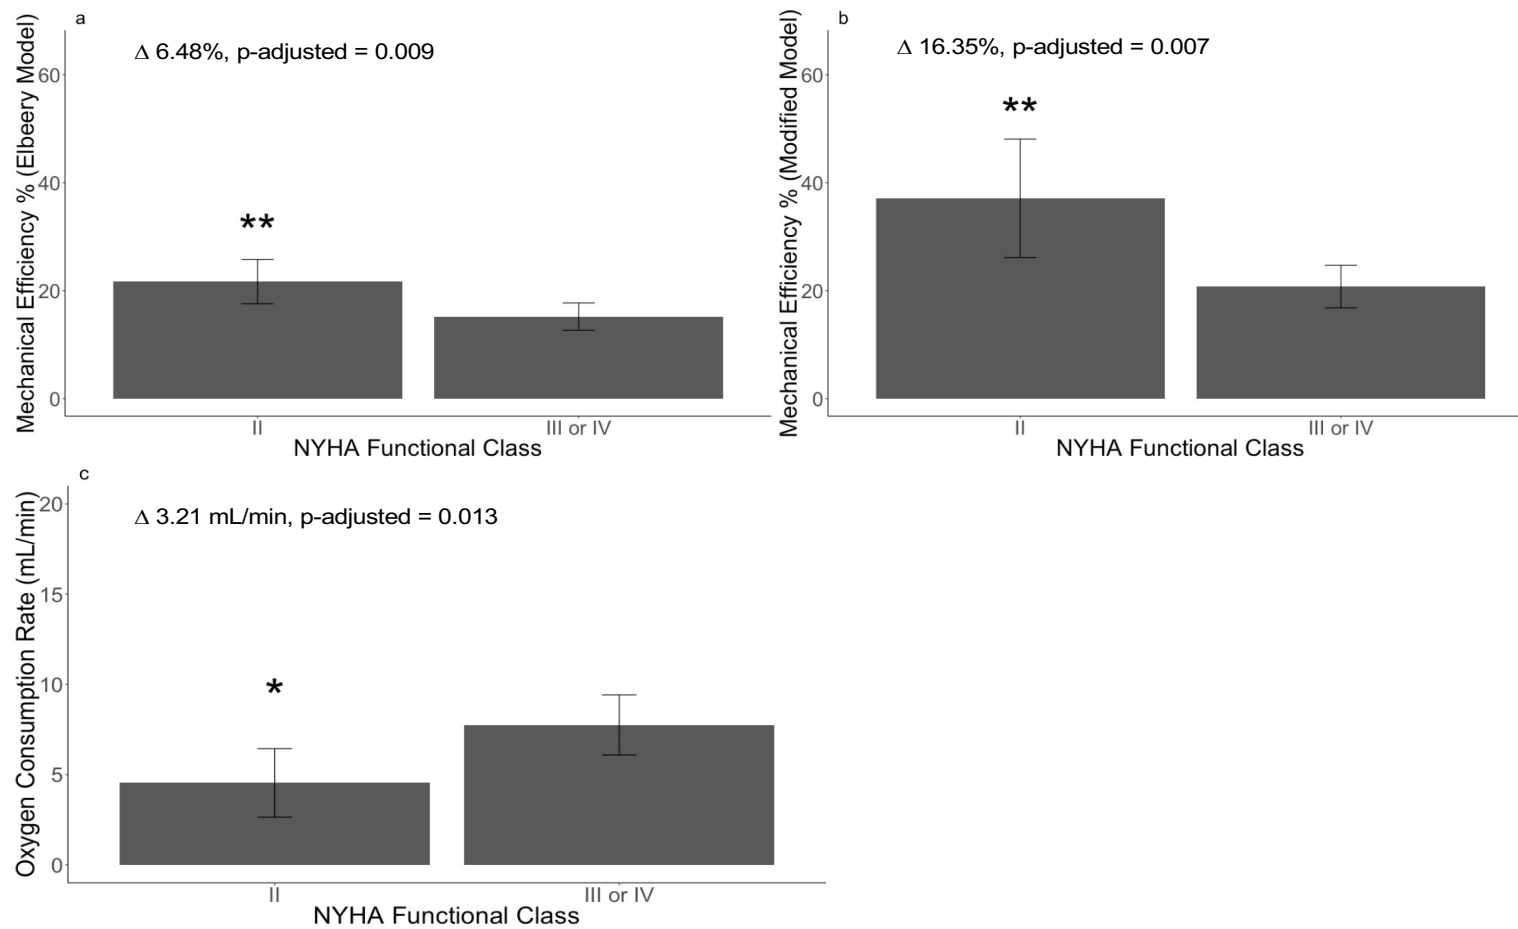 a
∆ 6.48%, p-adjusted = 0.009
Mechanical Efficiency % (Elbeery Model)
60
40
20
0
**
II
III or IV
NYHA Functional Class
b
∆ 16.35%, p-adjusted = 0.007
Mechanical Efficiency % (Modified Model)
60
40
20
0
**
II
III or IV
NYHA Functional Class
c
∆ 3.21 mL/min, p-adjusted = 0.013
Oxygen Consumption Rate (mL/min)
20
15
10
5
0
*
II
III or IV
NYHA Functional Class